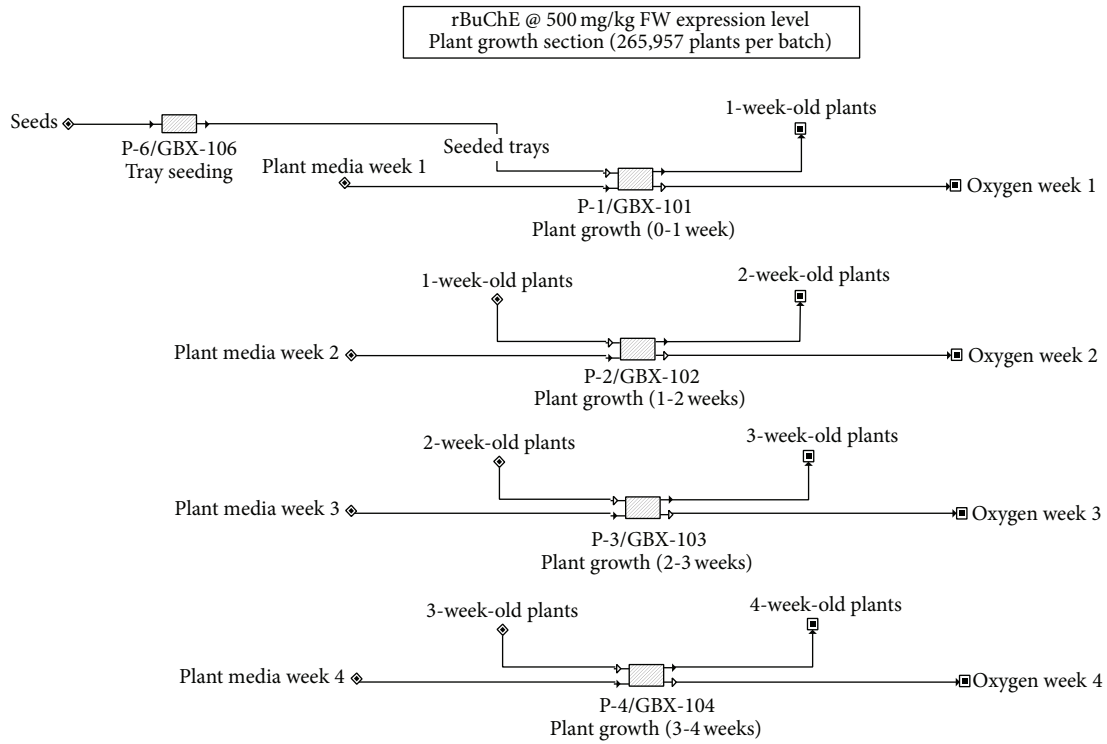 rBuChE @ 500 mg/kg FW expression level
Plant growth section (265,957 plants per batch)
Seeds
P-6/GBX-106
Tray seeding
Seeded trays
1-week-old plants
Plant media week 1
Oxygen week 1
P-1/GBX-101
Plant growth (0-1 week)
1-week-old plants
2-week-old plants
Plant media week 2
Oxygen week 2
P-2/GBX-102
Plant growth (1-2 weeks)
2-week-old plants
3-week-old plants
Plant media week 3
Oxygen week 3
P-3/GBX-103
Plant growth (2-3 weeks)
3-week-old plants
4-week-old plants
Plant media week 4
Oxygen week 4
P-4/GBX-104
Plant growth (3-4 weeks)